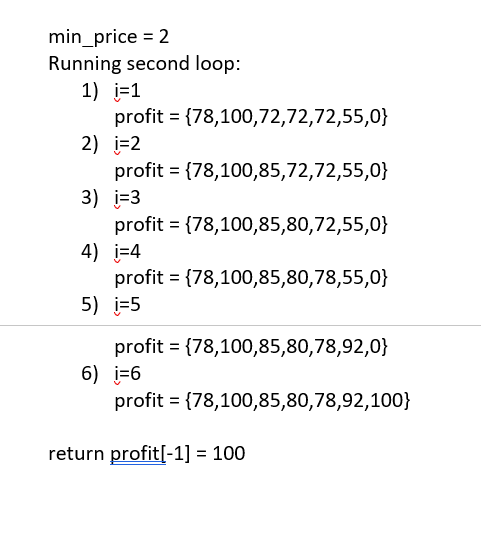 min_price = 2
Running second loop:
1) i=1
profit = {78,100,72,72,72,55,0}
2) i=2
profit = {78,100,85,72,72,55,0}
3) i=3
profit = {78,100,85,80,72,55,0}
4) i=4
profit = {78,100,85,80,78,55,0}
5) i=5
profit = {78,100,85,80,78,92,0}
6) i=6
profit = {78,100,85,80,78,92,100}
return profit[-1] = 100